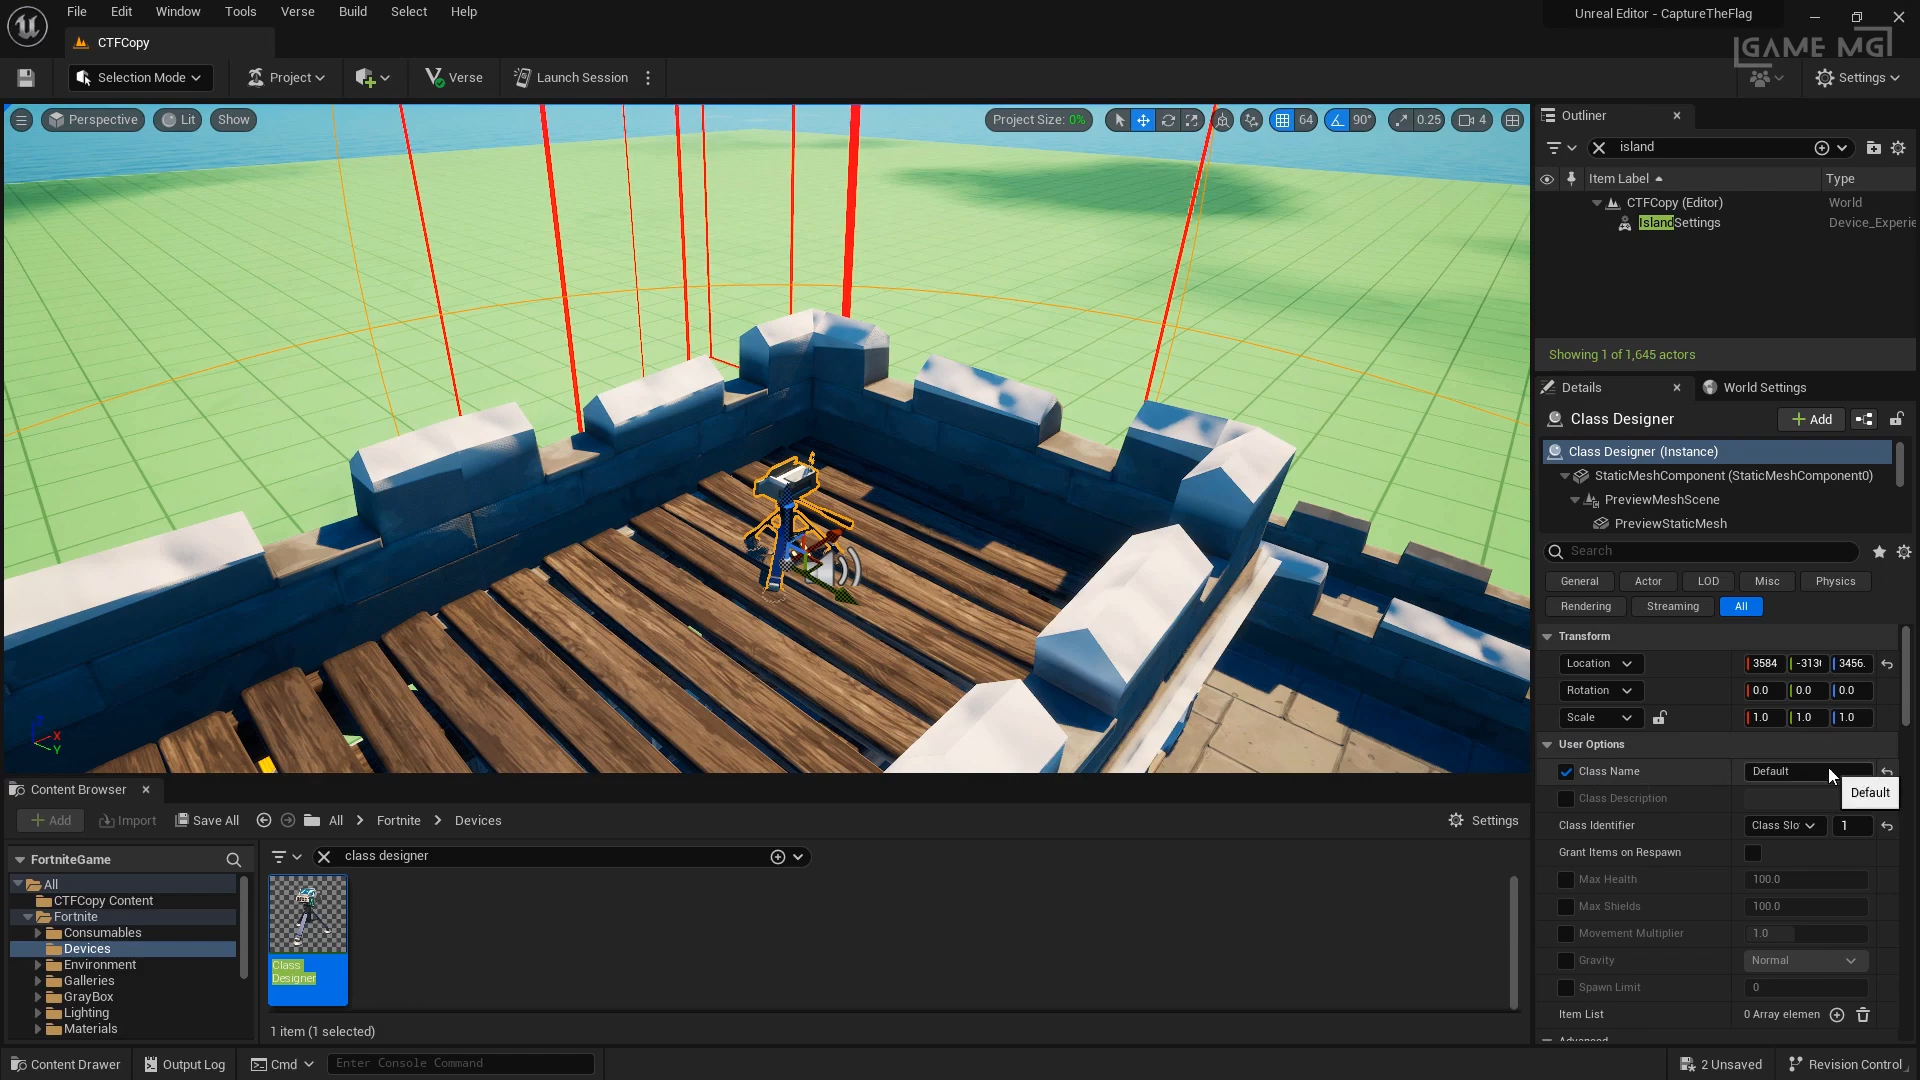 File Edit Window Tools Verse Build Select Help
Unreal Editor - CaptureTheFlag
CTFCopy
GAME MG
Selection Mode Project Verse Launch Session Settings
Perspective Lit Show
Project Size: 0% 64 90° 0.25 4
Outliner
island
Item Label Type
CTFCopy (Editor) World
IslandSettings Device_Experie
Showing 1 of 1,645 actors
Details World Settings
Class Designer Add
Class Designer (Instance)
StaticMeshComponent (StaticMeshComponent0)
PreviewMeshScene
PreviewStaticMesh
Search
General Actor LOD Misc Physics
Rendering Streaming All
Transform
Location 3584 -313 3456.
Rotation 0.0 0.0 0.0
Scale 1.0 1.0 1.0
User Options
Class Name Default
Default
Class Description
Class Identifier Class Slo 1
Grant Items on Respawn
Max Health 100.0
Max Shields 100.0
Movement Multiplier 1.0
Gravity Normal
Spawn Limit 0
Item List 0 Array elemen
Content Browser
Add Import Save All All Fortnite Devices Settings
FortniteGame
class designer
All
CTFCopy Content
Fortnite
Consumables
Devices
Environment
Galleries
GrayBox
Lighting
Materials
Class
Designer
1 item (1 selected)
Content Drawer Output Log Cmd Enter Console Command 2 Unsaved Revision Control
X
Y